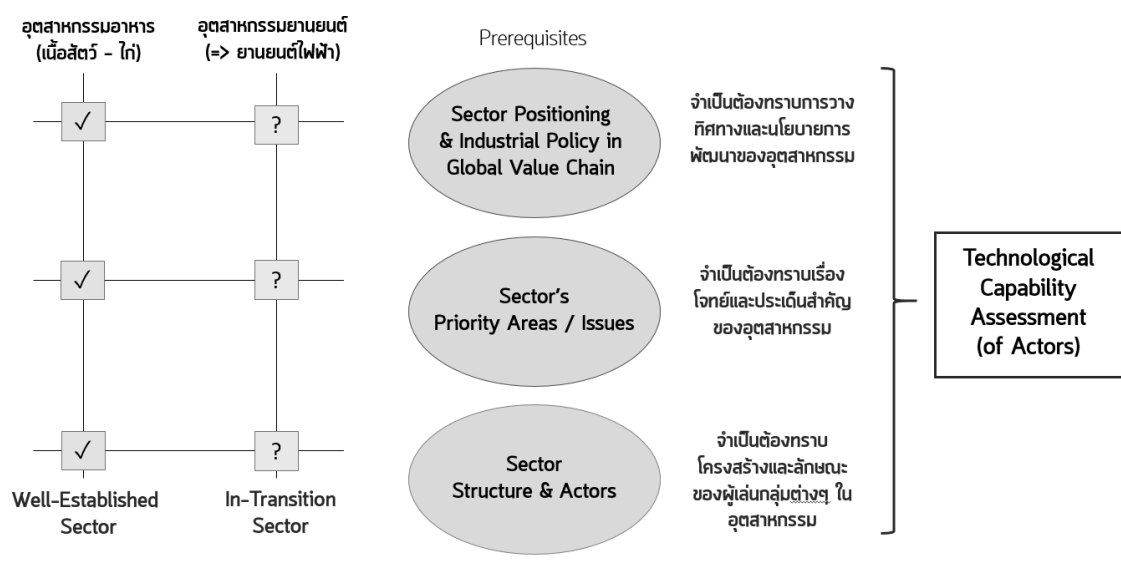 อุตสาหกรรมอาหาร
(เนื้อสัตว์ - ไก่)
อุตสาหกรรมยานยนต์
(=> ยานยนต์ไฟฟ้า)
Prerequisites
✓
?
Sector Positioning
& Industrial Policy in
Global Value Chain
จำเป็นต้องทราบการวาง
ทิศทางและนโยบายการ
พัฒนาของอุตสาหกรรม
✓
?
Sector's
Priority Areas / Issues
จำเป็นต้องทราบเรื่อง
โจทย์และประเด็นสำคัญ
ของอุตสาหกรรม
✓
?
Sector
Structure & Actors
จำเป็นต้องทราบ
โครงสร้างและลักษณะ
ของผู้เล่นกลุ่มต่างๆ ใน
อุตสาหกรรม
Well-Established
Sector
In-Transition
Sector
Technological
Capability
Assessment
(of Actors)